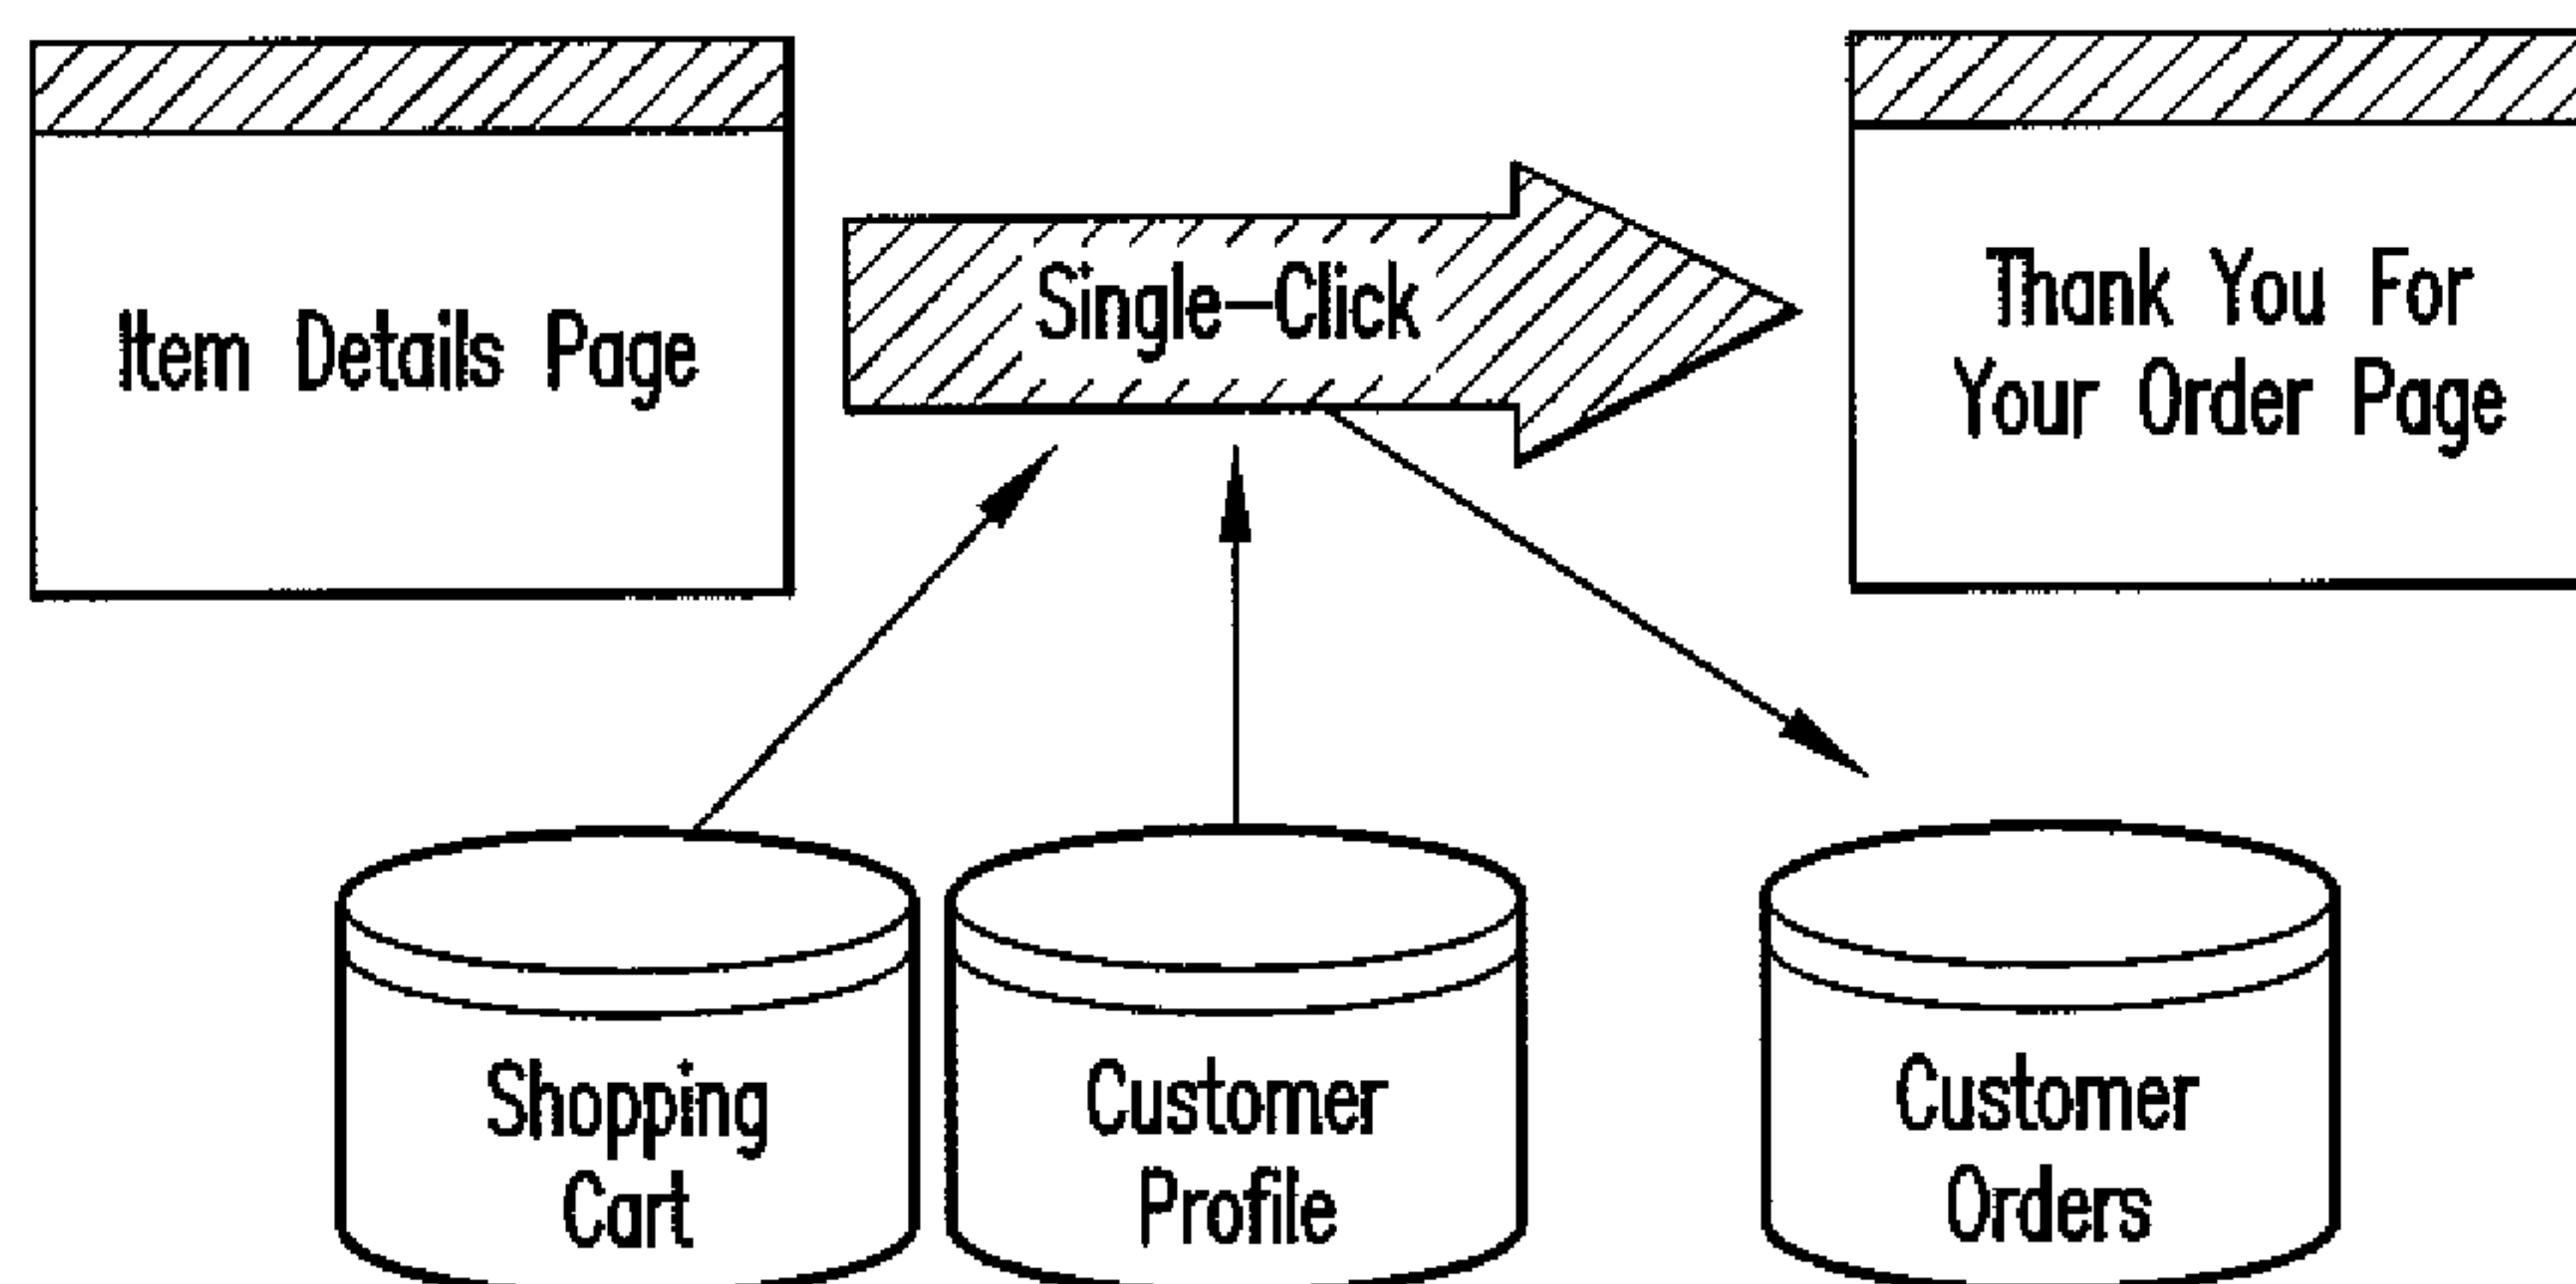 Item Details Page
Single-Click
Thank You For
Your Order Page
Shopping
Cart
Customer
Profile
Customer
Orders